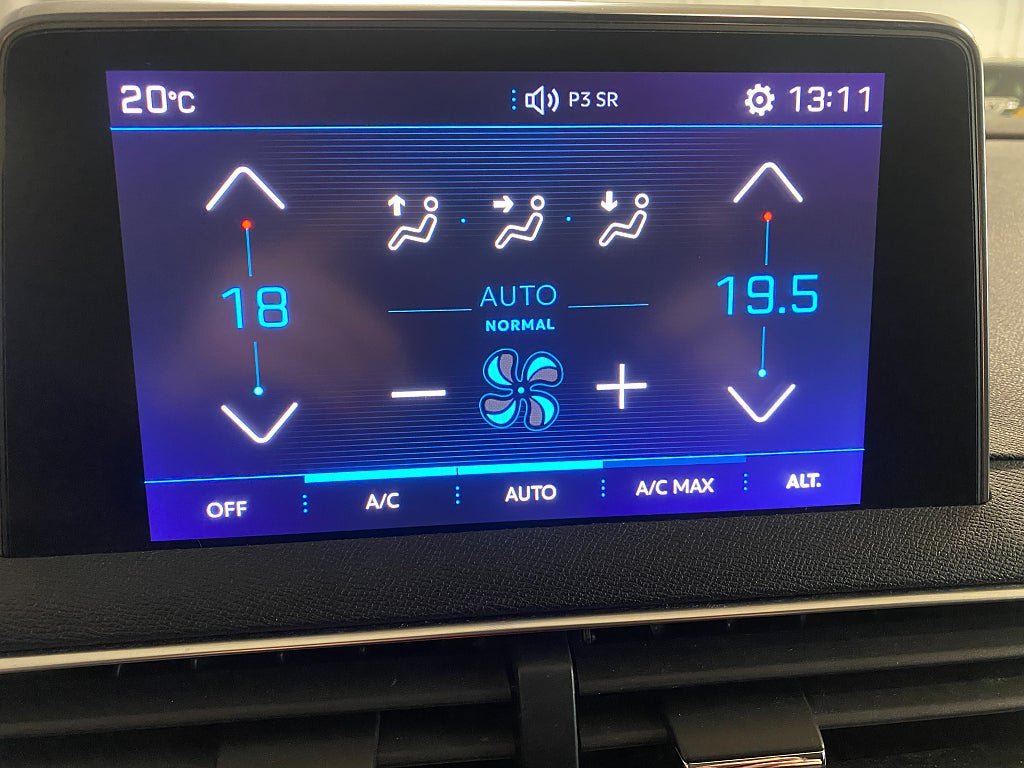 20°C P3 SR 13:11
18 AUTO 19.5
NORMAL
OFF A/C AUTO A/C MAX ALT.